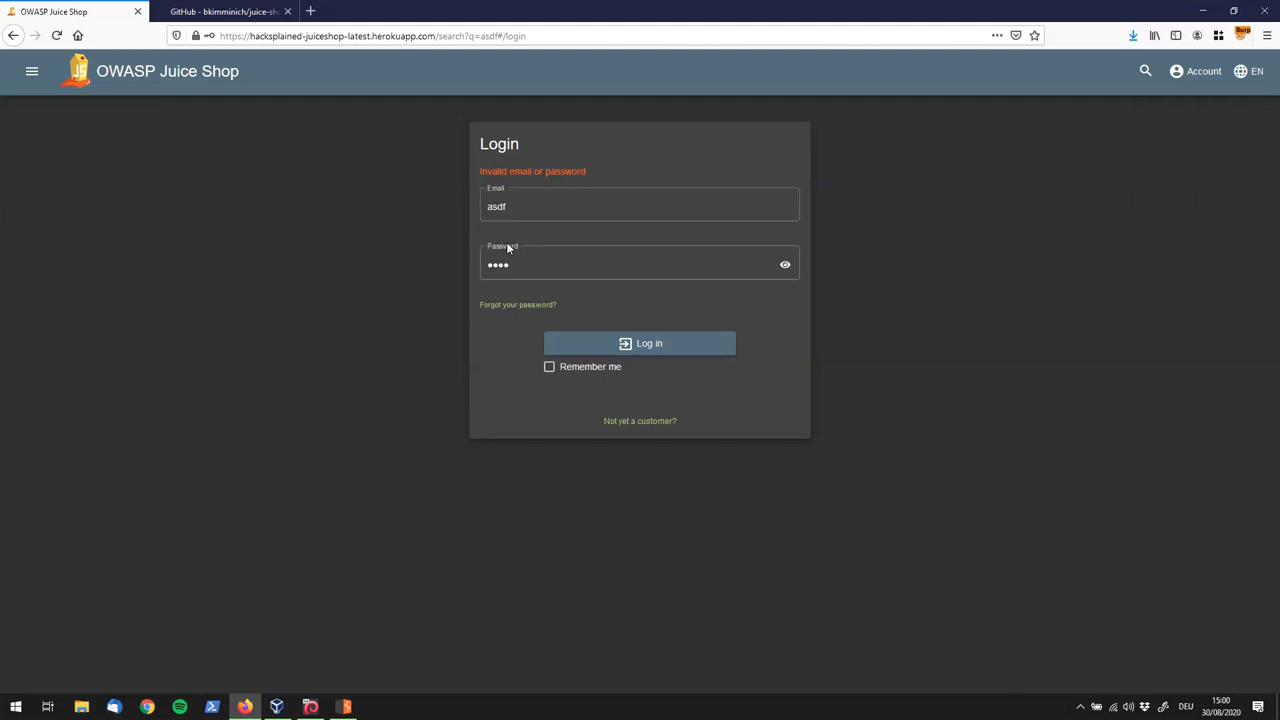 OWASP Juice Shop
GitHub - bkimminich/juice-sh
Burp
https://hacksplained-juiceshop-latest.herokuapp.com/search?q=asdf#/login
OWASP Juice Shop
Account
EN
Login
Invalid email or password.
Email
asdf
Password
••••
Forgot your password?
Log in
Remember me
Not yet a customer?
DEU
15:00
30/08/2020